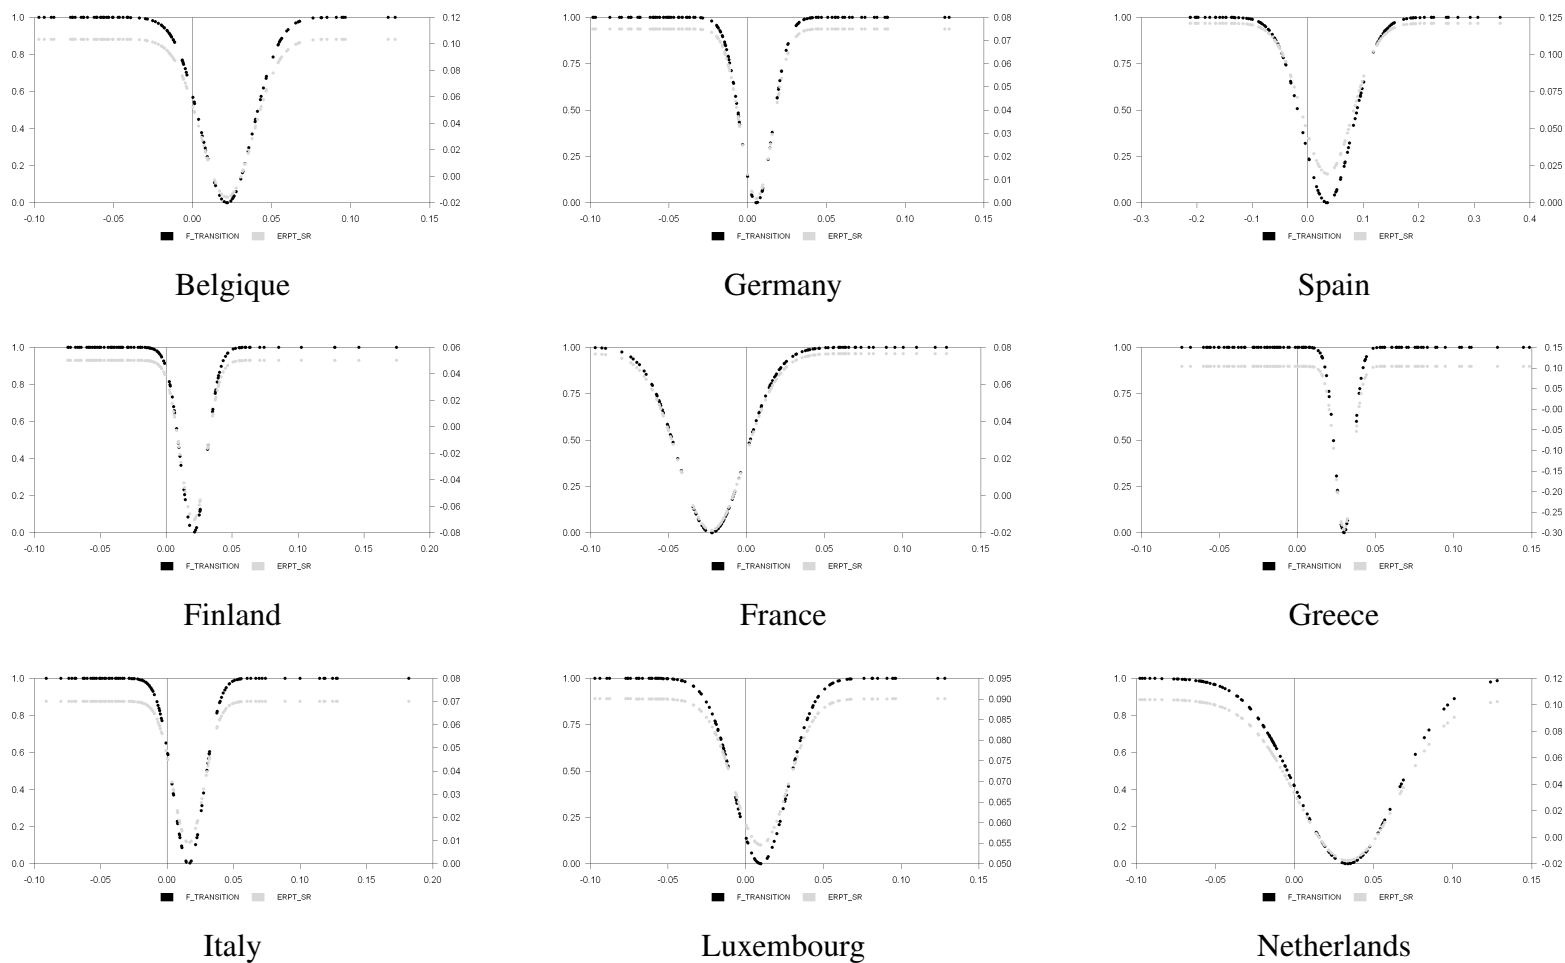 1.0 0.8 0.6 0.4 0.2 0.0
0.12 0.10 0.08 0.06 0.04 0.02 0.00 -0.02
-0.10 -0.05 0.00 0.05 0.10 0.15
F_TRANSITION ERPT_SR
Belgique
1.00 0.75 0.50 0.25 0.00
0.08 0.07 0.06 0.05 0.04 0.03 0.02 0.01 0.00
-0.10 -0.05 0.00 0.05 0.10 0.15
F_TRANSITION ERPT_SR
Germany
1.00 0.75 0.50 0.25 0.00
0.125 0.100 0.075 0.050 0.025 0.000
-0.3 -0.2 -0.1 0.0 0.1 0.2 0.3 0.4
F_TRANSITION ERPT_SR
Spain
1.0 0.8 0.6 0.4 0.2 0.0
0.06 0.04 0.02 0.00 -0.02 -0.04 -0.06 -0.08
-0.10 -0.05 0.00 0.05 0.10 0.15 0.20
F_TRANSITION ERPT_SR
Finland
1.00 0.75 0.50 0.25 0.00
0.08 0.06 0.04 0.02 0.00 -0.02
-0.10 -0.05 0.00 0.05 0.10 0.15
F_TRANSITION ERPT_SR
France
1.00 0.75 0.50 0.25 0.00
0.15 0.10 0.05 -0.00 -0.05 -0.10 -0.15 -0.20 -0.25 -0.30
-0.10 -0.05 0.00 0.05 0.10 0.15
F_TRANSITION ERPT_SR
Greece
1.0 0.8 0.6 0.4 0.2 0.0
0.08 0.07 0.06 0.05 0.04 0.03 0.02 0.01 0.00
-0.10 -0.05 0.00 0.05 0.10 0.15 0.20
F_TRANSITION ERPT_SR
Italy
1.00 0.75 0.50 0.25 0.00
0.095 0.090 0.085 0.080 0.075 0.070 0.065 0.060 0.055 0.050
-0.10 -0.05 0.00 0.05 0.10 0.15
F_TRANSITION ERPT_SR
Luxembourg
1.0 0.8 0.6 0.4 0.2 0.0
0.12 0.10 0.08 0.06 0.04 0.02 0.00 -0.02
-0.10 -0.05 0.00 0.05 0.10 0.15
F_TRANSITION ERPT_SR
Netherlands